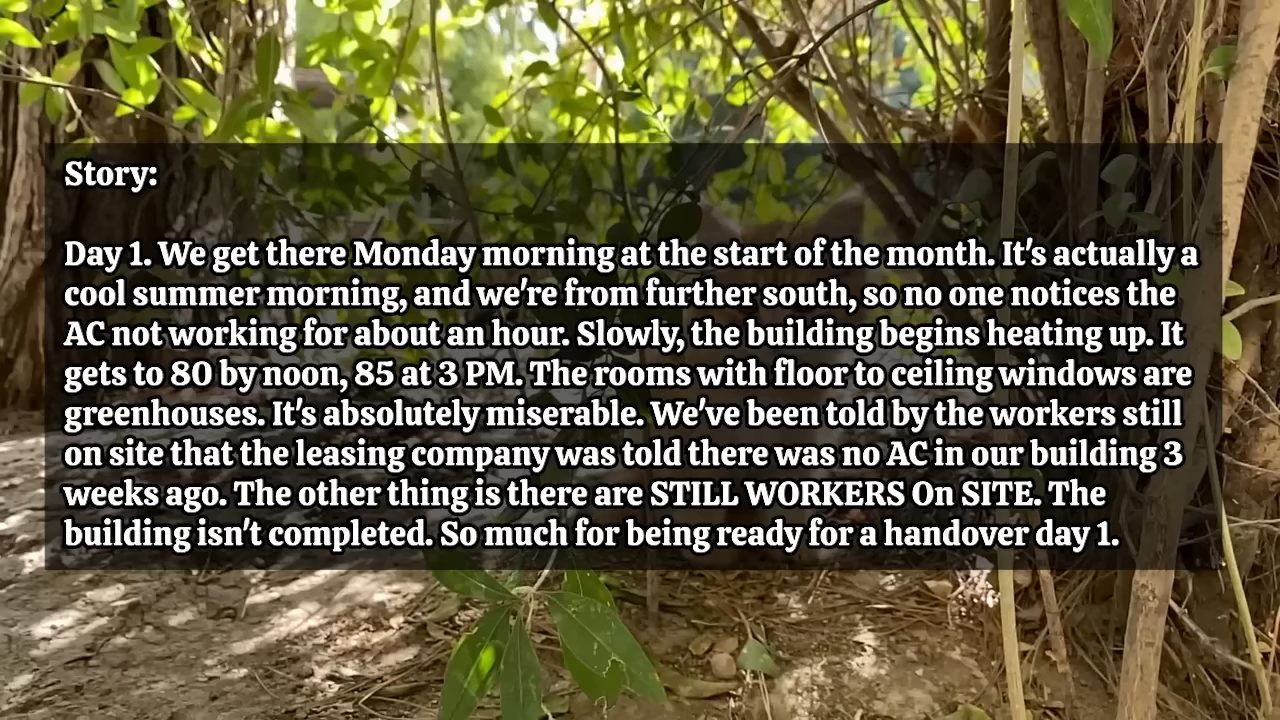 Story:
Day 1. We get there Monday morning at the start of the month. It's actually a
cool summer morning, and we're from further south, so no one notices the
AC not working for about an hour. Slowly, the building begins heating up. It
gets to 80 by noon, 85 at 3 PM. The rooms with floor to ceiling windows are
greenhouses. It's absolutely miserable. We've been told by the workers still
on site that the leasing company was told there was no AC in our building 3
weeks ago. The other thing is there are STILL WORKERS On SITE. The
building isn't completed. So much for being ready for a handover day 1.